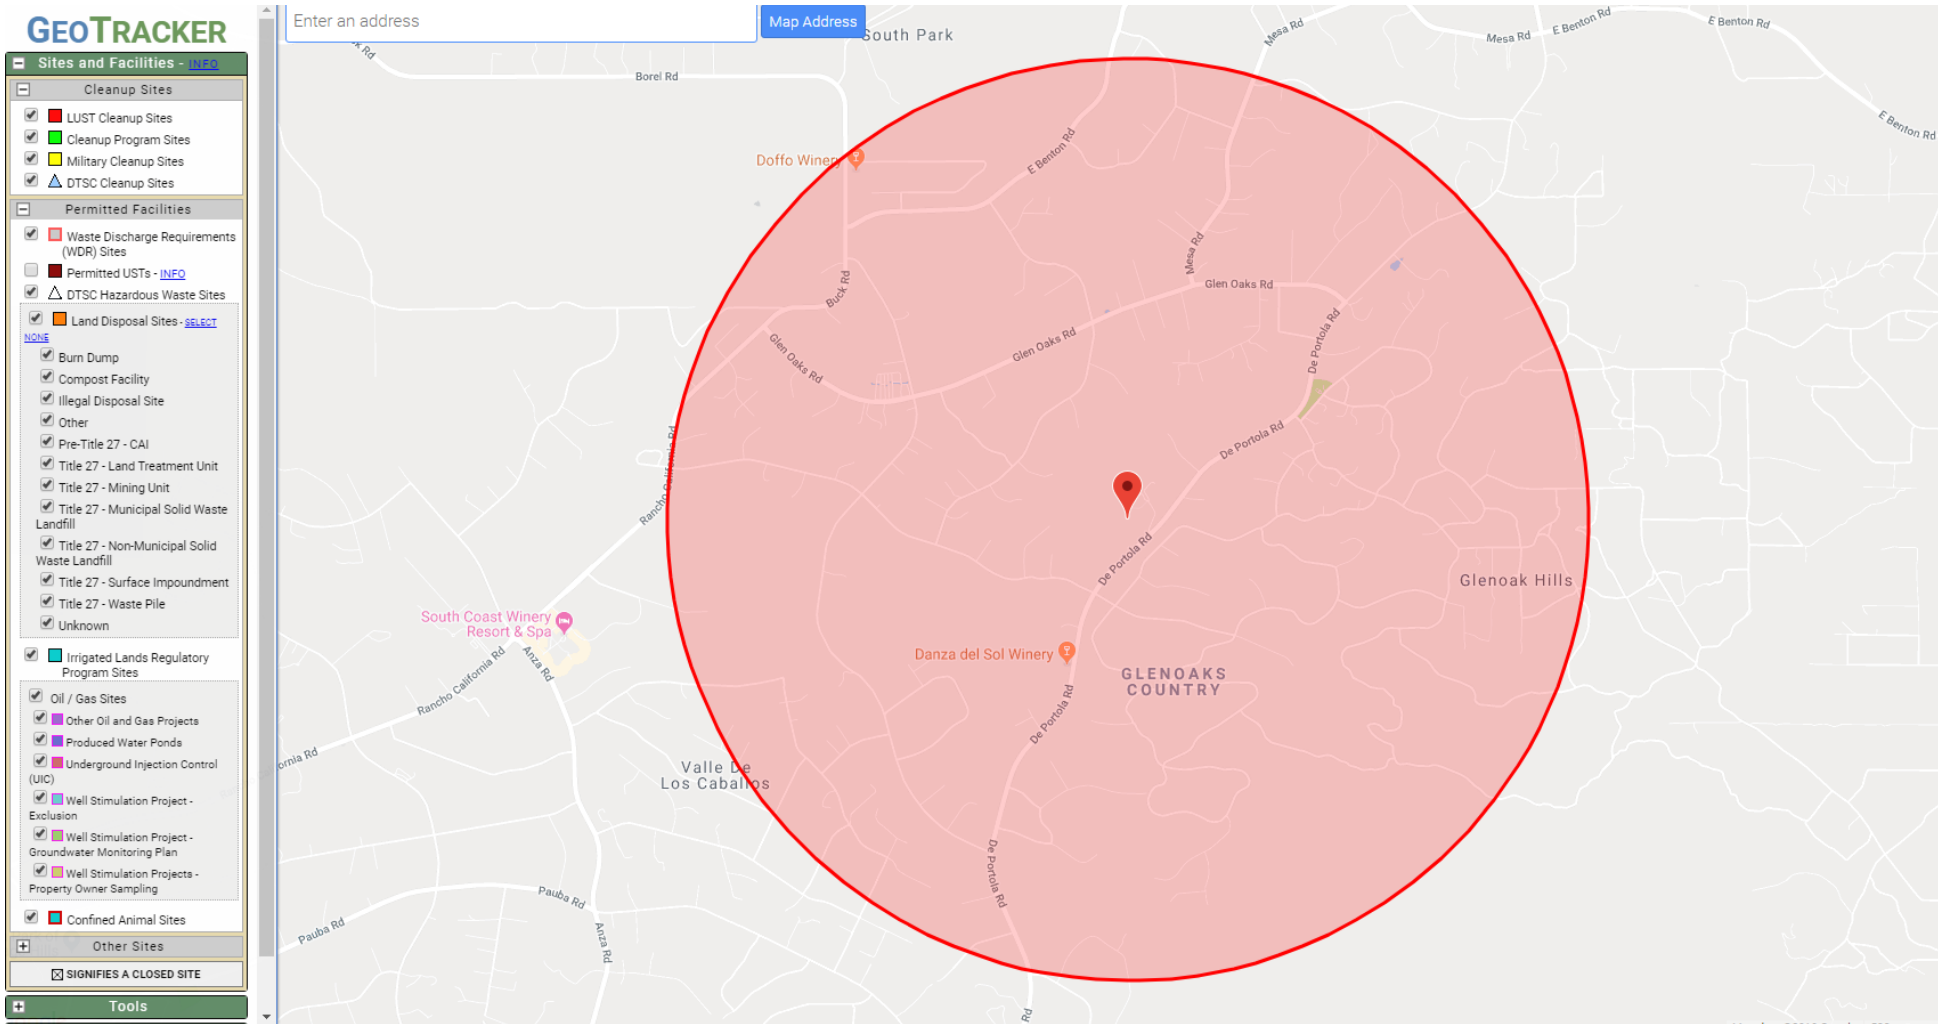 GEOTRACKER
Sites and Facilities - INFO
Cleanup Sites
LUST Cleanup Sites
Cleanup Program Sites
Military Cleanup Sites
DTSC Cleanup Sites
Permitted Facilities
Waste Discharge Requirements
(WDR) Sites
Permitted USTs - INFO
DTSC Hazardous Waste Sites
Land Disposal Sites - SELECT
NONE
Burn Dump
Compost Facility
Illegal Disposal Site
Other
Pre-Title 27 - CAI
Title 27 - Land Treatment Unit
Title 27 - Mining Unit
Title 27 - Municipal Solid Waste
Landfill
Title 27 - Non-Municipal Solid
Waste Landfill
Title 27 - Surface Impoundment
Title 27 - Waste Pile
Unknown
Irrigated Lands Regulatory
Program Sites
Oil / Gas Sites
Other Oil and Gas Projects
Produced Water Ponds
Underground Injection Control
(UIC)
Well Stimulation Project -
Exclusion
Well Stimulation Project -
Groundwater Monitoring Plan
Well Stimulation Projects -
Property Owner Sampling
Confined Animal Sites
Other Sites
SIGNIFIES A CLOSED SITE
Tools
Enter an address
Map Address
South Park
Mesa Rd
Mesa Rd
E Benton Rd
E Benton Rd
E Benton Rd
Rd
Borel Rd
Doffo Winery
E Benton Rd
Mesa Rd
Buck Rd
Glen Oaks Rd
De Portola Rd
Glen Oaks Rd
Glen Oaks Rd
De Portola Rd
Rancho California Rd
De Portola Rd
Glenoak Hills
South Coast Winery
Resort & Spa
Danza del Sol Winery
GLENOAKS
COUNTRY
Rancho California Rd
Anza Rd
De Portola Rd
ornia Rd
Valle De
Los Caballos
De Portola Rd
Pauba Rd
Pauba Rd
Anza Rd
Rd